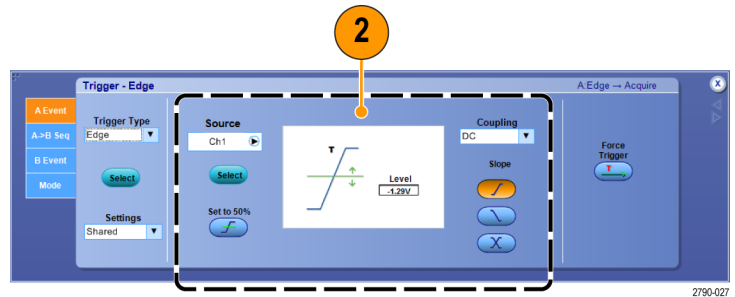 2
Trigger - Edge
A:Edge → Acquire
X
A Event
A->B Seq
B Event
Mode
Trigger Type
Edge
Select
Settings
Shared
Source
Ch1
Select
Set to 50%
T
Level
-1.29V
Coupling
DC
Slope
X
Force
Trigger
T
2790-027